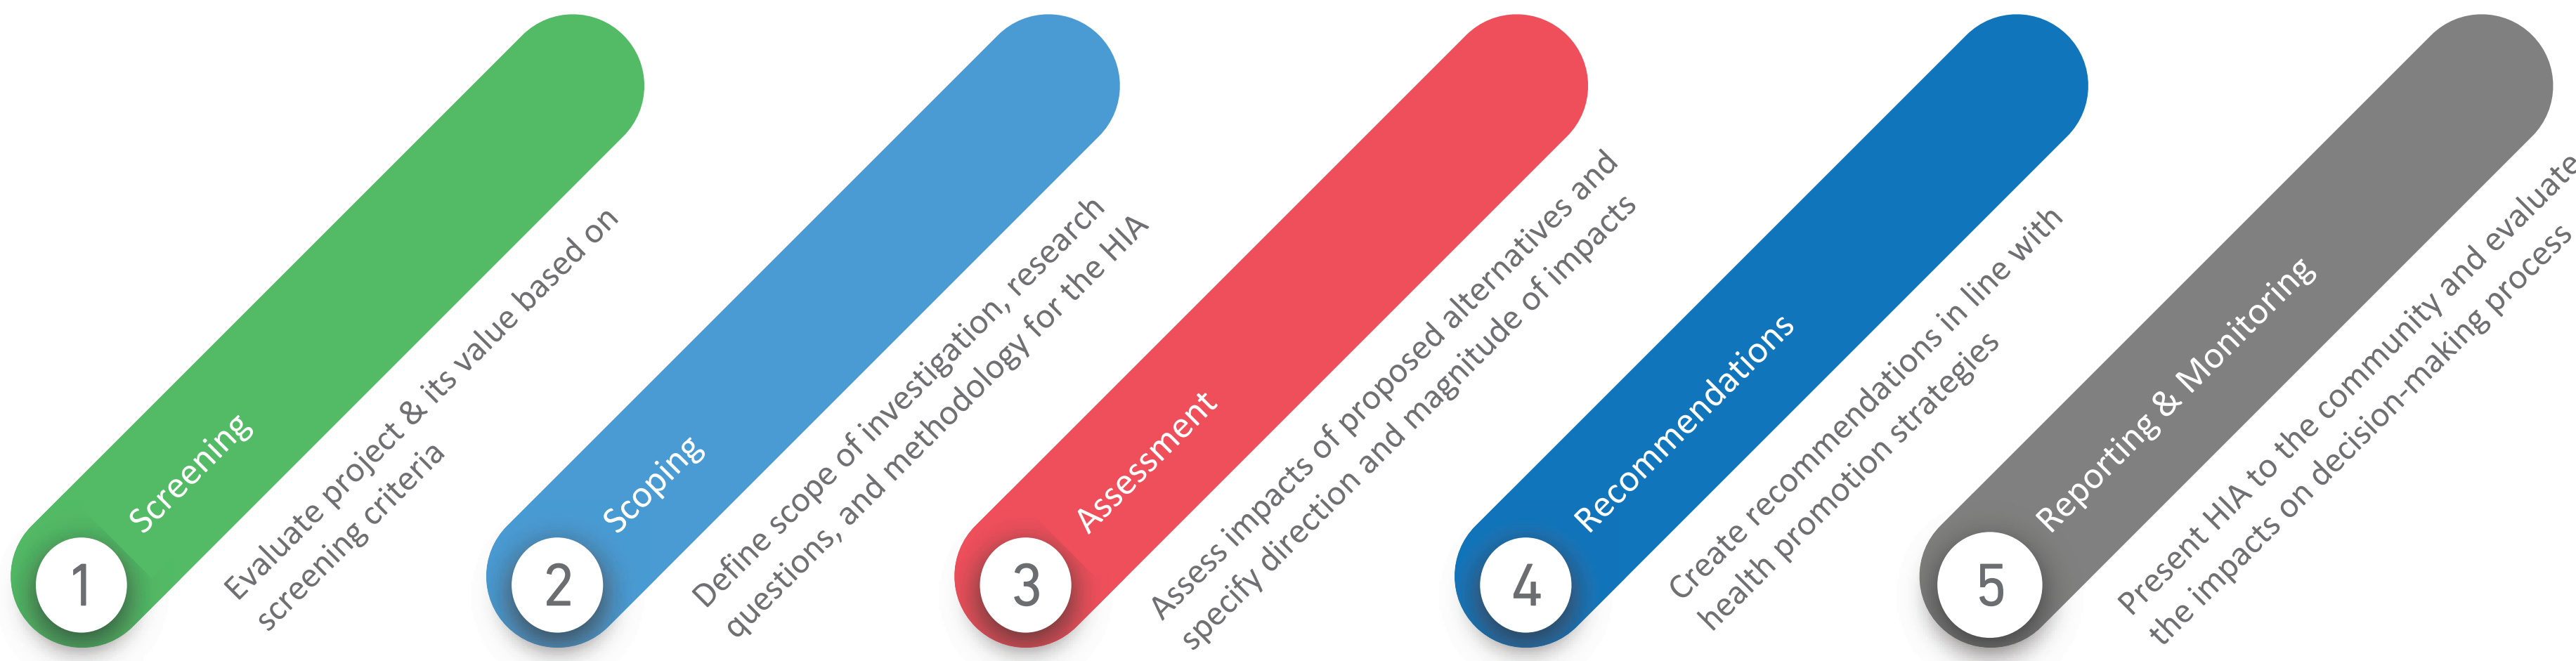 1
Screening
Evaluate project & its value based on
screening criteria
2
Scoping
Define scope of investigation, research
questions, and methodology for the HIA
3
Assessment
Assess impacts of proposed alternatives and
specify direction and magnitude of impacts
4
Recommendations
Create recommendations in line with
health promotion strategies
5
Reporting & Monitoring
Present HIA to the community and evaluate
the impacts on decision-making process